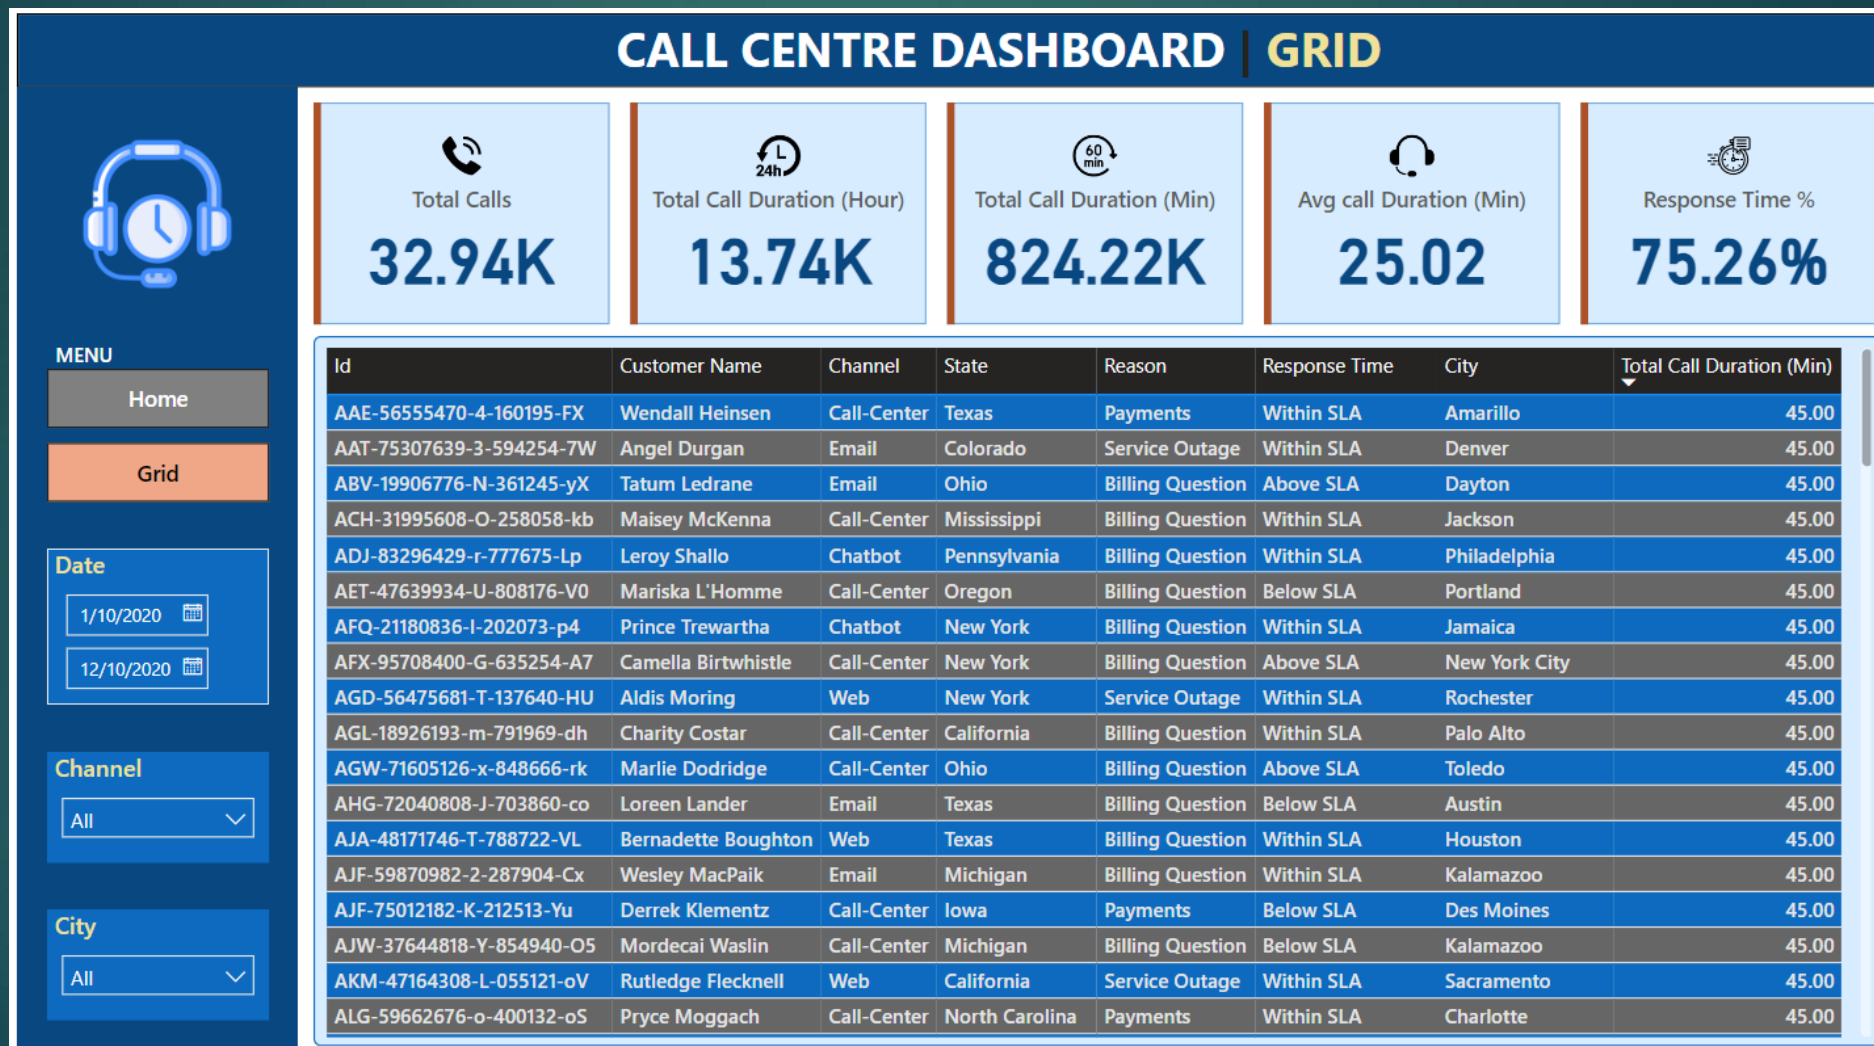 CALL CENTRE DASHBOARD | GRID
Total Calls
32.94K
24h
Total Call Duration (Hour)
13.74K
60 min
Total Call Duration (Min)
824.22K
Avg call Duration (Min)
25.02
Response Time %
75.26%
MENU
Home
Grid
Date
1/10/2020
12/10/2020
Channel
All
City
All
Id Customer Name Channel State Reason Response Time City Total Call Duration (Min)
AAE-56555470-4-160195-FX Wendall Heinsen Call-Center Texas Payments Within SLA Amarillo 45.00
AAT-75307639-3-594254-7W Angel Durgan Email Colorado Service Outage Within SLA Denver 45.00
ABV-19906776-N-361245-yX Tatum Ledrane Email Ohio Billing Question Above SLA Dayton 45.00
ACH-31995608-O-258058-kb Maisey McKenna Call-Center Mississippi Billing Question Within SLA Jackson 45.00
ADJ-83296429-r-777675-Lp Leroy Shallo Chatbot Pennsylvania Billing Question Within SLA Philadelphia 45.00
AET-47639934-U-808176-V0 Mariska L'Homme Call-Center Oregon Billing Question Below SLA Portland 45.00
AFQ-21180836-I-202073-p4 Prince Trewartha Chatbot New York Billing Question Within SLA Jamaica 45.00
AFX-95708400-G-635254-A7 Camella Birtwhistle Call-Center New York Billing Question Above SLA New York City 45.00
AGD-56475681-T-137640-HU Aldis Moring Web New York Service Outage Within SLA Rochester 45.00
AGL-18926193-m-791969-dh Charity Costar Call-Center California Billing Question Within SLA Palo Alto 45.00
AGW-71605126-x-848666-rk Marlie Dodridge Call-Center Ohio Billing Question Above SLA Toledo 45.00
AHG-72040808-J-703860-co Loreen Lander Email Texas Billing Question Below SLA Austin 45.00
AJA-48171746-T-788722-VL Bernadette Boughton Web Texas Billing Question Within SLA Houston 45.00
AJF-59870982-2-287904-Cx Wesley MacPaik Email Michigan Billing Question Within SLA Kalamazoo 45.00
AJF-75012182-K-212513-Yu Derrek Klementz Call-Center Iowa Payments Below SLA Des Moines 45.00
AJW-37644818-Y-854940-O5 Mordecai Waslin Call-Center Michigan Billing Question Below SLA Kalamazoo 45.00
AKM-47164308-L-055121-oV Rutledge Flecknell Web California Service Outage Within SLA Sacramento 45.00
ALG-59662676-o-400132-oS Pryce Moggach Call-Center North Carolina Payments Within SLA Charlotte 45.00